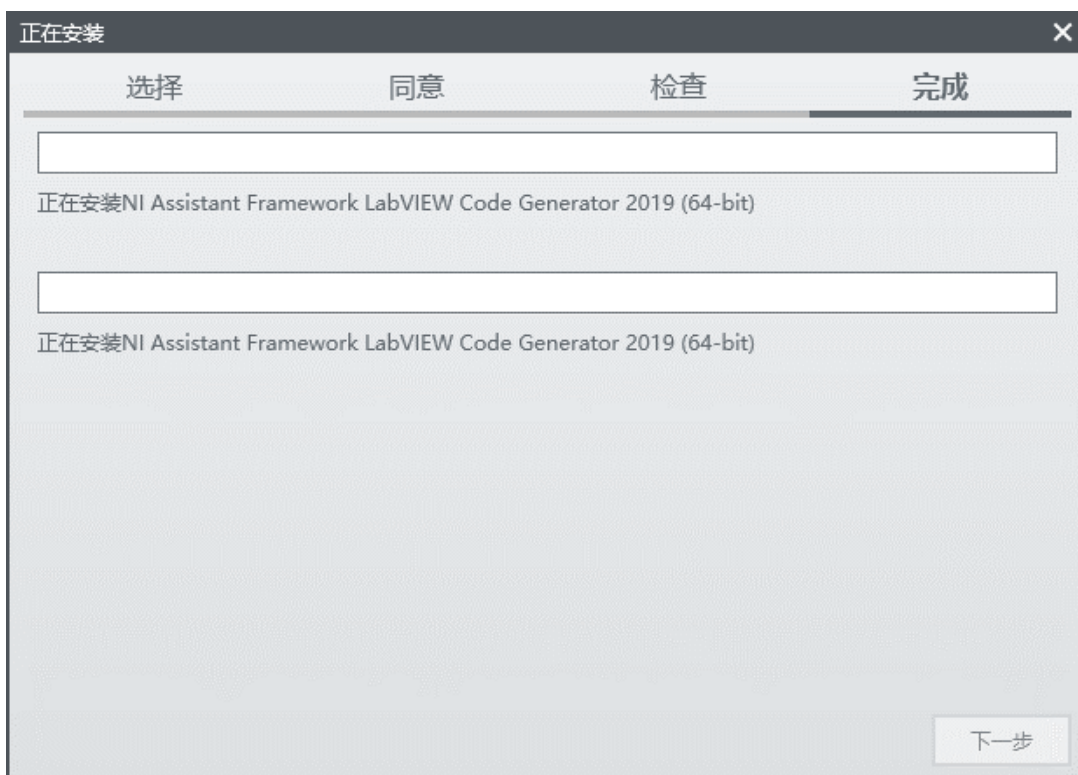 正在安装
选择 同意 检查 完成
正在安装NI Assistant Framework LabVIEW Code Generator 2019 (64-bit)
正在安装NI Assistant Framework LabVIEW Code Generator 2019 (64-bit)
下一步